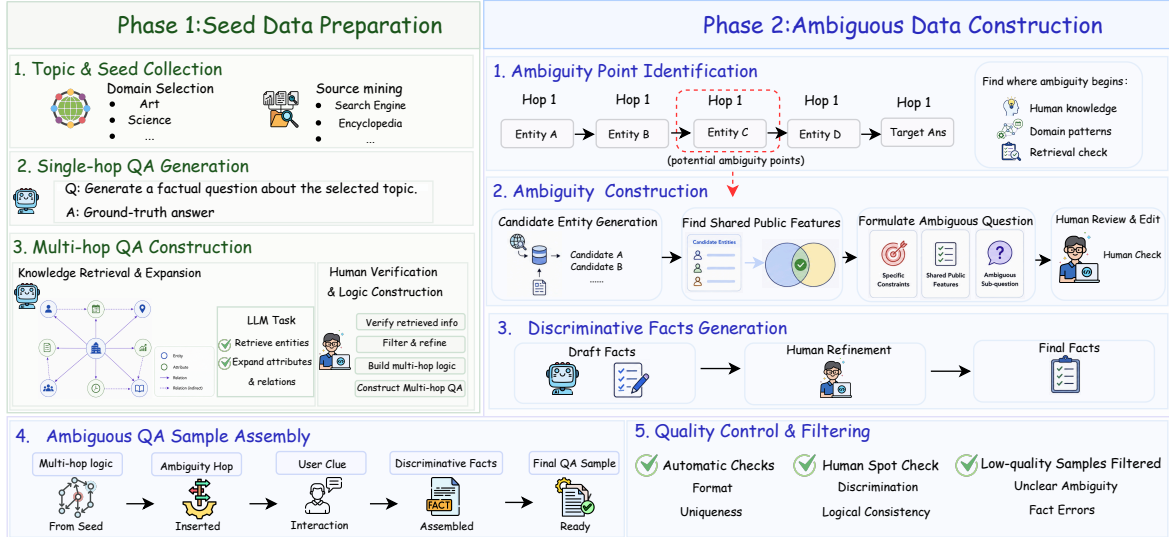 Phase 1:Seed Data Preparation
1. Topic & Seed Collection
Domain Selection
• Art
• Science
• ...
Source mining
• Search Engine
• Encyclopedia
• ...
2. Single-hop QA Generation
Q: Generate a factual question about the selected topic.
A: Ground-truth answer
3. Multi-hop QA Construction
Knowledge Retrieval & Expansion
Entity
Attribute
Relation
Relation (indirect)
LLM Task
Retrieve entities
Expand attributes
& relations
Human Verification
& Logic Construction
Verify retrieved info
Filter & refine
Build multi-hop logic
Construct Multi-hop QA
Phase 2:Ambiguous Data Construction
1. Ambiguity Point Identification
Hop 1
Hop 1
Hop 1
Hop 1
Hop 1
Entity A
Entity B
Entity C
Entity D
Target Ans
(potential ambiguity points)
Find where ambiguity begins:
Human knowledge
Domain patterns
Retrieval check
2. Ambiguity Construction
Candidate Entity Generation
Candidate A
Candidate B
......
Find Shared Public Features
Candidate Entities
Formulate Ambiguous Question
Specific
Constraints
Shared Public
Features
Ambiguous
Sub-question
Human Review & Edit
Human Check
3. Discriminative Facts Generation
Draft Facts
Human Refinement
Final Facts
4. Ambiguous QA Sample Assembly
Multi-hop logic
Ambiguity Hop
User Clue
Discriminative Facts
Final QA Sample
FACT
From Seed
Inserted
Interaction
Assembled
Ready
5. Quality Control & Filtering
Automatic Checks
Format
Uniqueness
Human Spot Check
Discrimination
Logical Consistency
Low-quality Samples Filtered
Unclear Ambiguity
Fact Errors